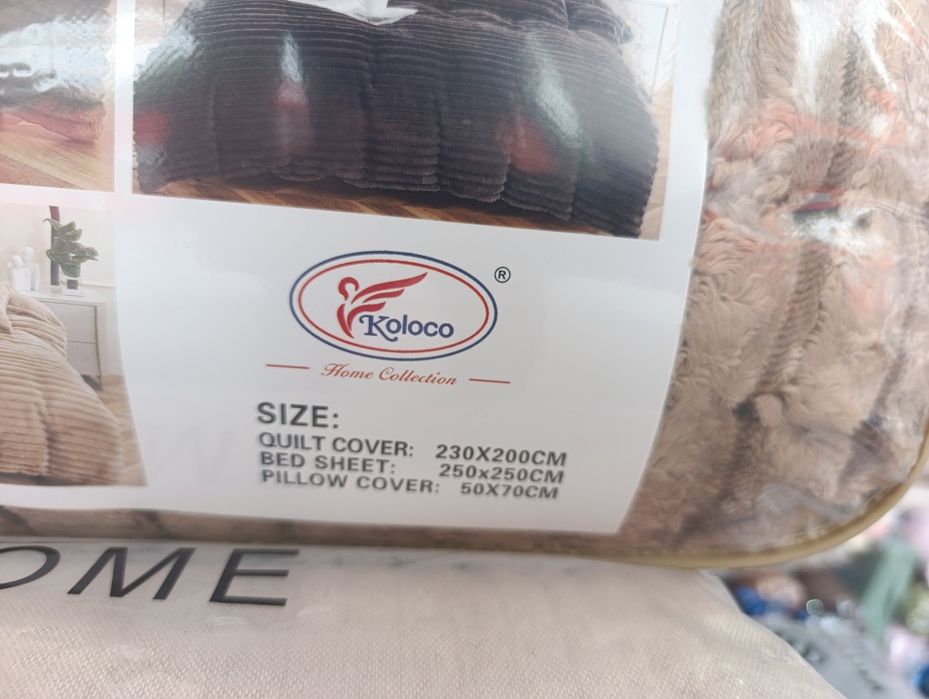 ®
Koloco
Home Collection
SIZE:
QUILT COVER: 230X200CM
BED SHEET: 250x250CM
PILLOW COVER: 50X70CM
OME